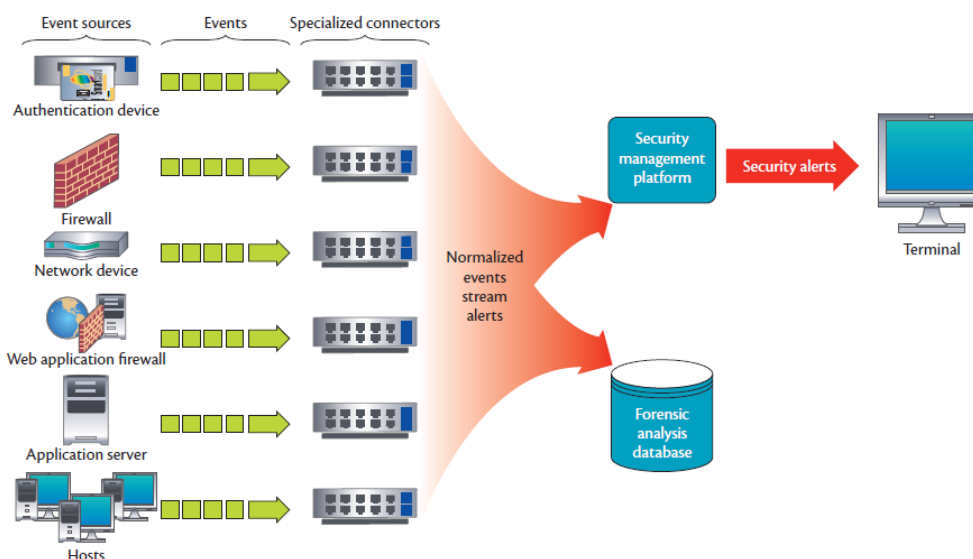 Event sources
Events
Specialized connectors
Authentication device
Firewall
Network device
Web application firewall
Application server
Hosts
Normalized
events
stream
alerts
Security
management
platform
Security alerts
Terminal
Forensic
analysis
database